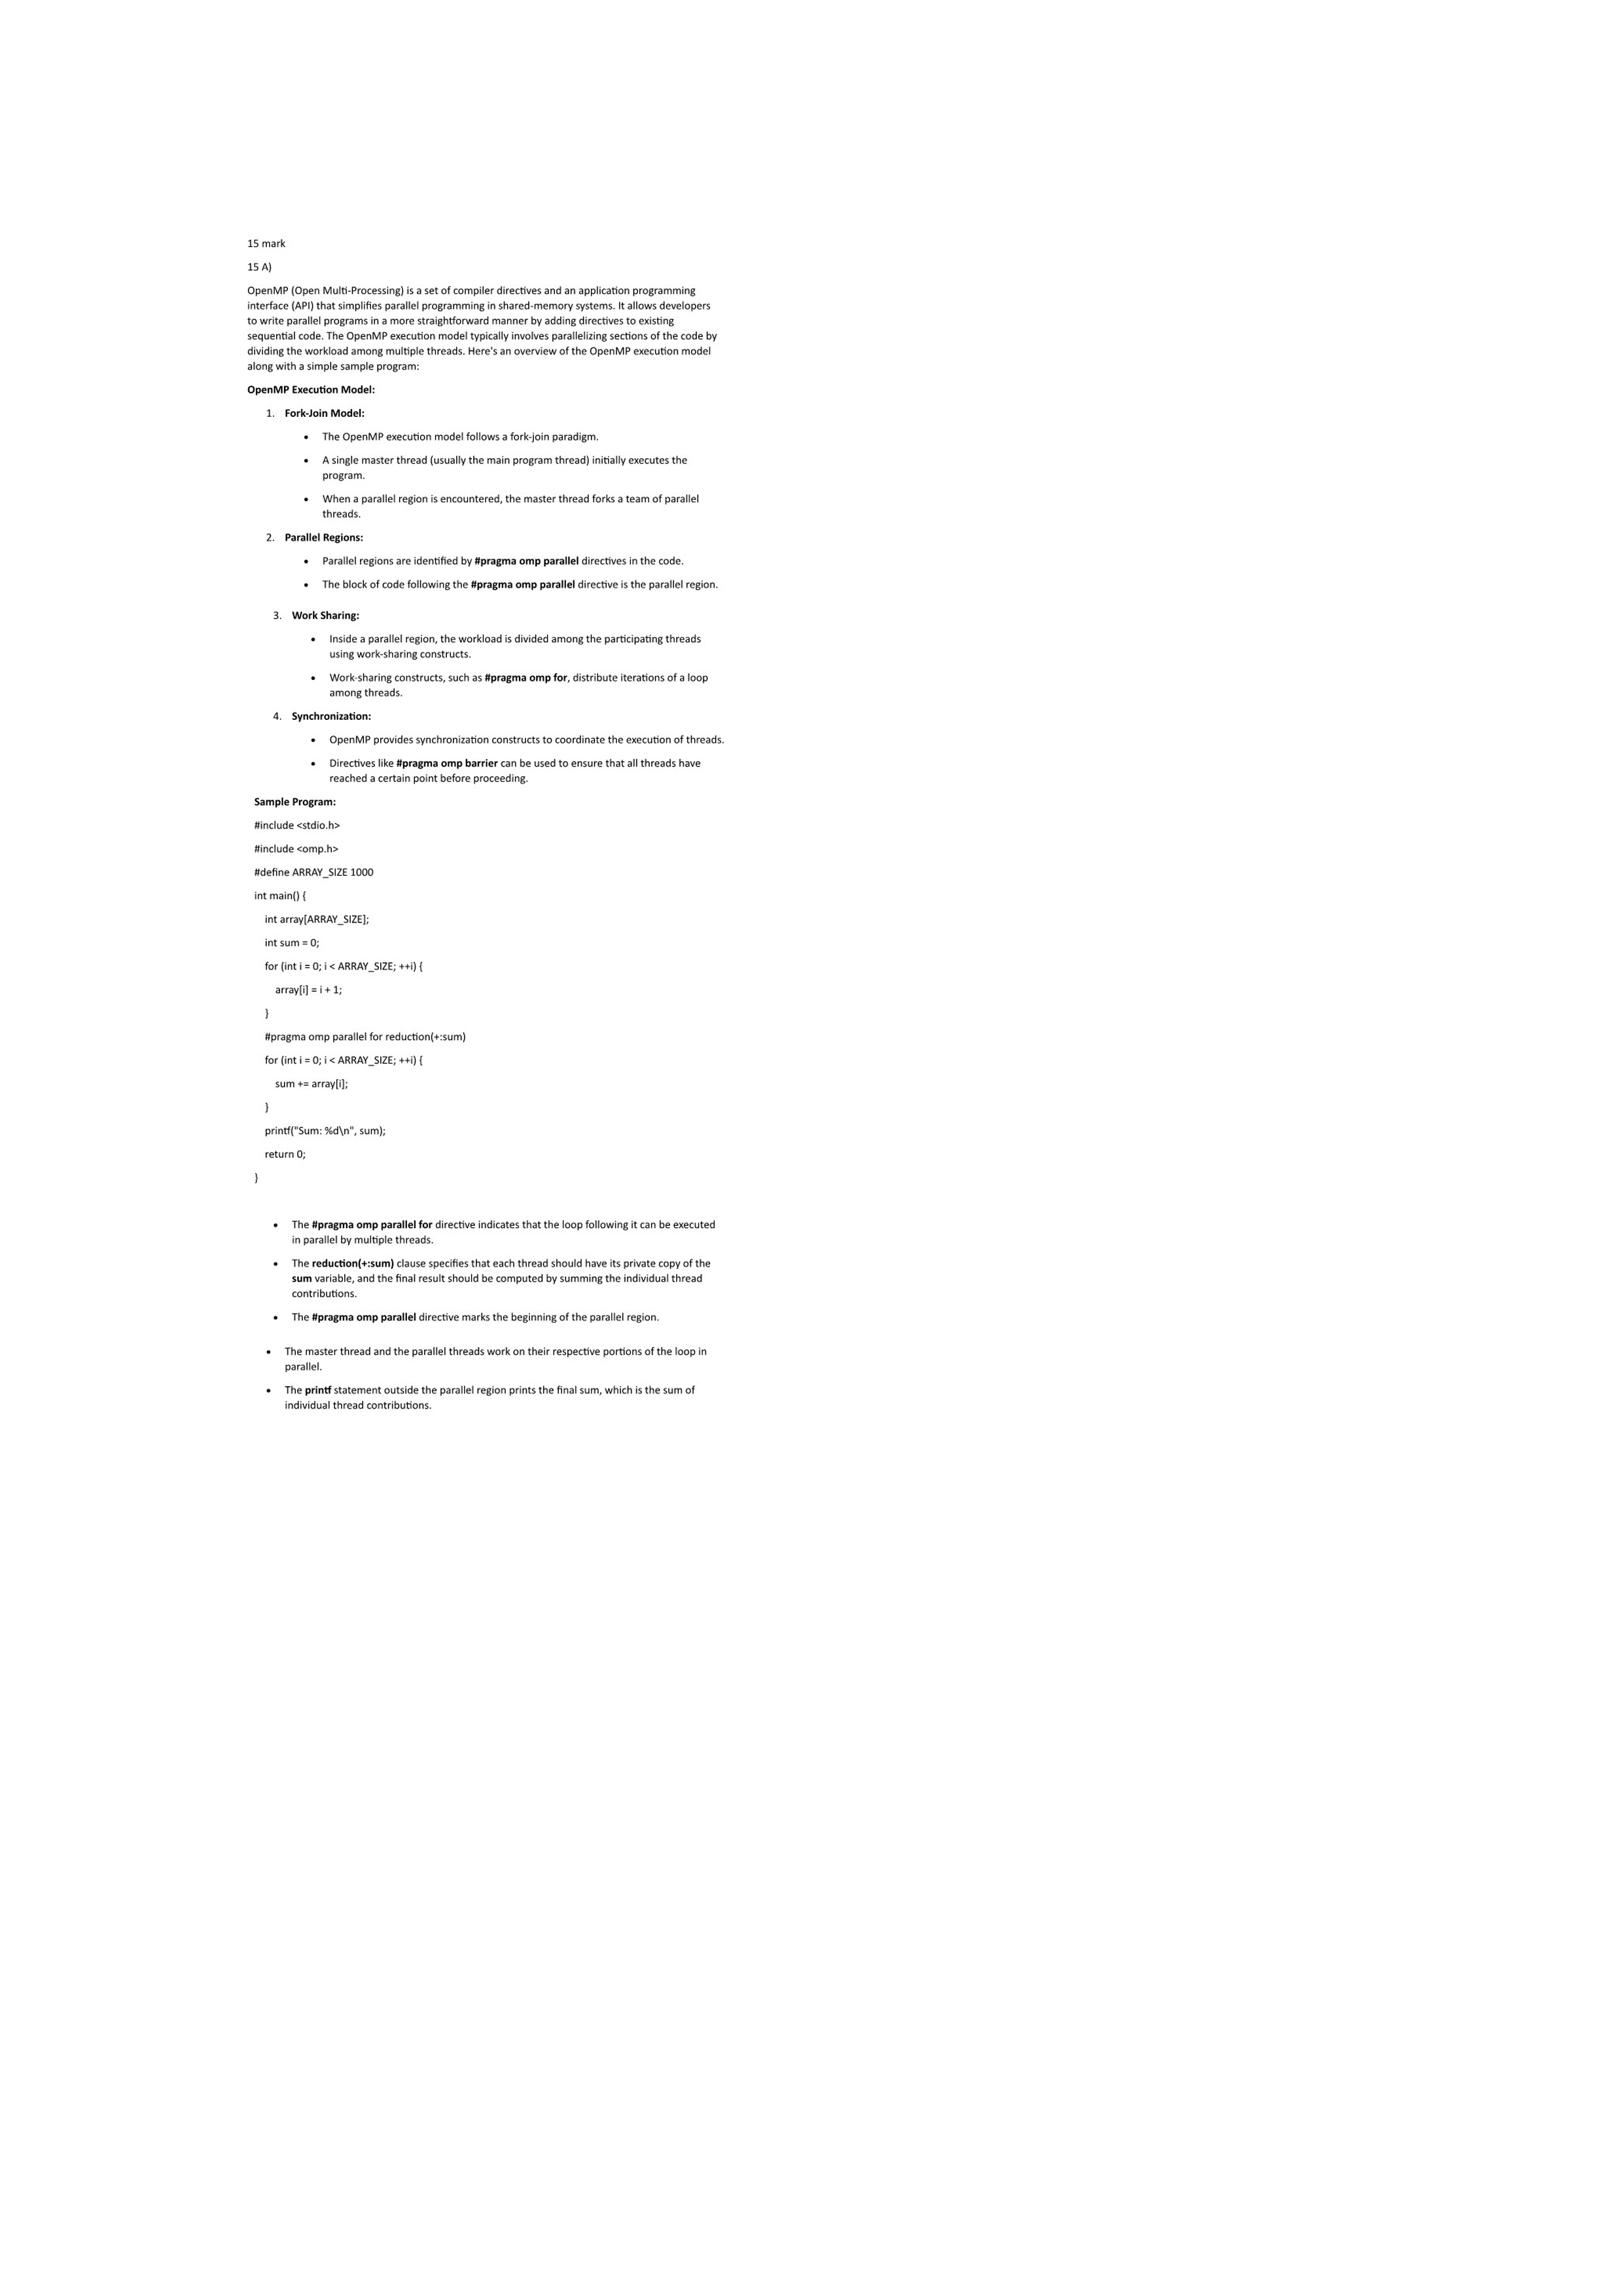 15 mark
15 A)
OpenMP (Open Multi-Processing) is a set of compiler directives and an application programming
interface (API) that simplifies parallel programming in shared-memory systems. It allows developers
to write parallel programs in a more straightforward manner by adding directives to existing
sequential code. The OpenMP execution model typically involves parallelizing sections of the code by
dividing the workload among multiple threads. Here's an overview of the OpenMP execution model
along with a simple sample program:
OpenMP Execution Model:
1. Fork-Join Model:
• The OpenMP execution model follows a fork-join paradigm.
• A single master thread (usually the main program thread) initially executes the
program.
• When a parallel region is encountered, the master thread forks a team of parallel
threads.
2. Parallel Regions:
• Parallel regions are identified by #pragma omp parallel directives in the code.
• The block of code following the #pragma omp parallel directive is the parallel region.
3. Work Sharing:
• Inside a parallel region, the workload is divided among the participating threads
using work-sharing constructs.
• Work-sharing constructs, such as #pragma omp for, distribute iterations of a loop
among threads.
4. Synchronization:
• OpenMP provides synchronization constructs to coordinate the execution of threads.
• Directives like #pragma omp barrier can be used to ensure that all threads have
reached a certain point before proceeding.
Sample Program:
#include <stdio.h>
#include <omp.h>
#define ARRAY_SIZE 1000
int main() {
int array[ARRAY_SIZE];
int sum = 0;
for (int i = 0; i < ARRAY_SIZE; ++i) {
array[i] = i + 1;
}
#pragma omp parallel for reduction(+:sum)
for (int i = 0; i < ARRAY_SIZE; ++i) {
sum += array[i];
}
printf("Sum: %d\n", sum);
return 0;
}
• The #pragma omp parallel for directive indicates that the loop following it can be executed
in parallel by multiple threads.
• The reduction(+:sum) clause specifies that each thread should have its private copy of the
sum variable, and the final result should be computed by summing the individual thread
contributions.
• The #pragma omp parallel directive marks the beginning of the parallel region.
• The master thread and the parallel threads work on their respective portions of the loop in
parallel.
• The printf statement outside the parallel region prints the final sum, which is the sum of
individual thread contributions.